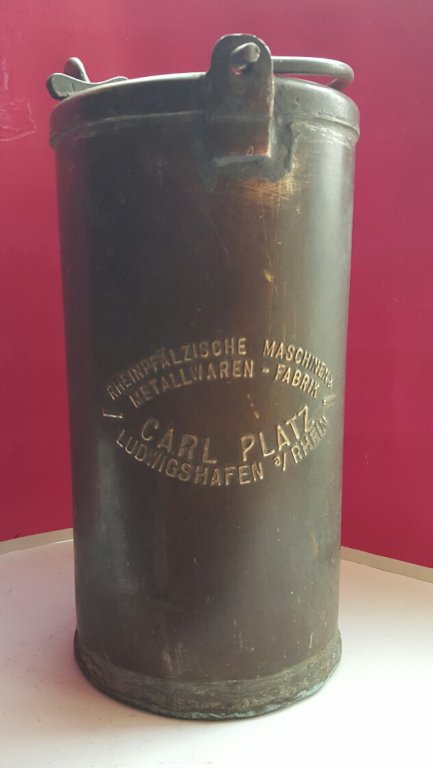 RHEINPFÄLZISCHE MASCHINEN &
METALLWAREN - FABRIK
CARL PLATZ
LUDWIGSHAFEN a/RHEIN